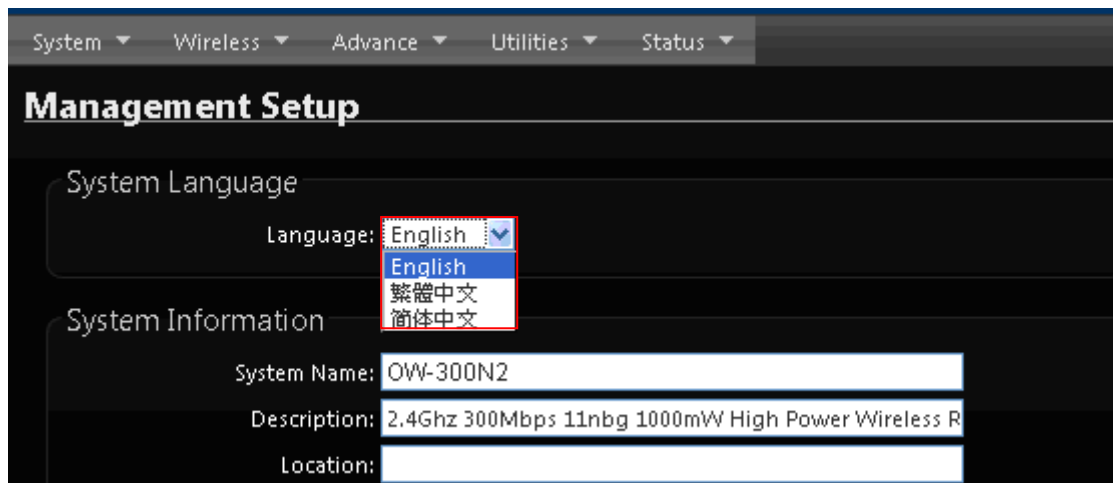 System Wireless Advance Utilities Status
Management Setup
System Language
Language: English
English
繁體中文
简体中文
System Information
System Name: OW-300N2
Description: 2.4Ghz 300Mbps 11nbg 1000mW High Power Wireless R
Location: